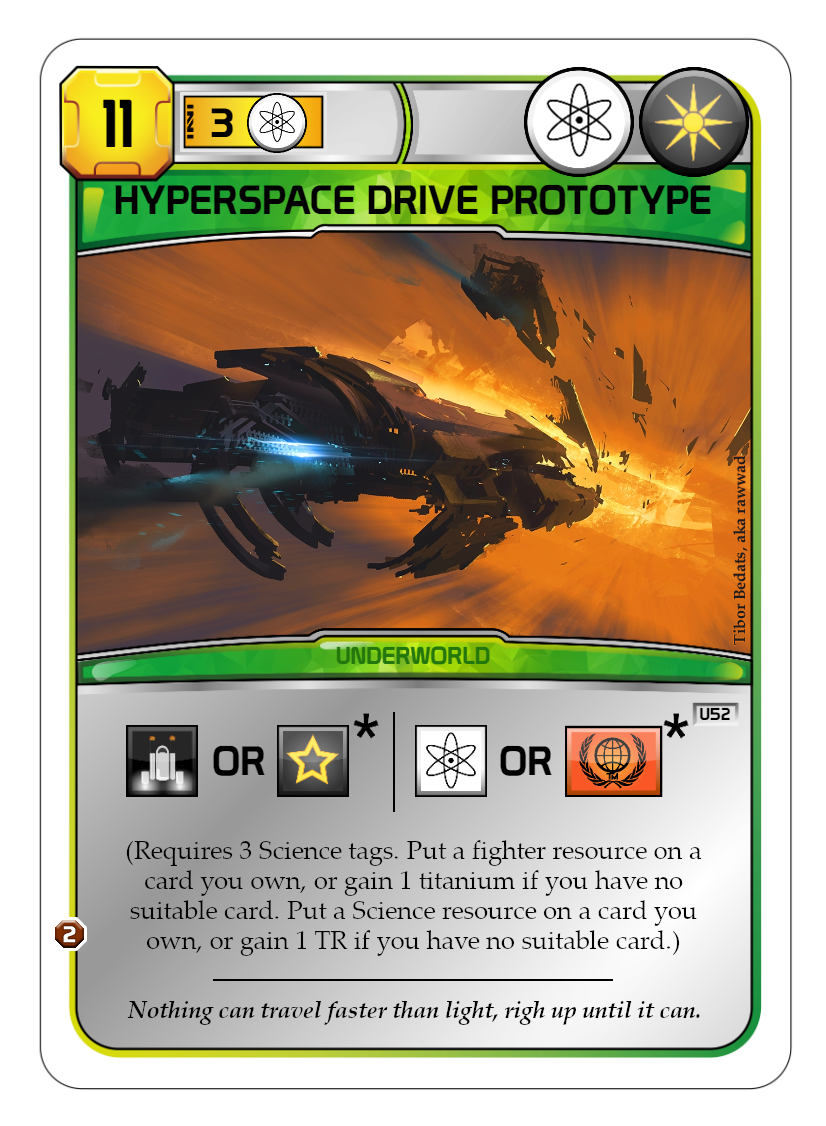 11
3
HYPERSPACE DRIVE PROTOTYPE
Tibor Bedats, aka rawwad
UNDERWORLD
U52
OR * OR *
TM
(Requires 3 Science tags. Put a fighter resource on a
card you own, or gain 1 titanium if you have no
suitable card. Put a Science resource on a card you
own, or gain 1 TR if you have no suitable card.)
2
Nothing can travel faster than light, righ up until it can.